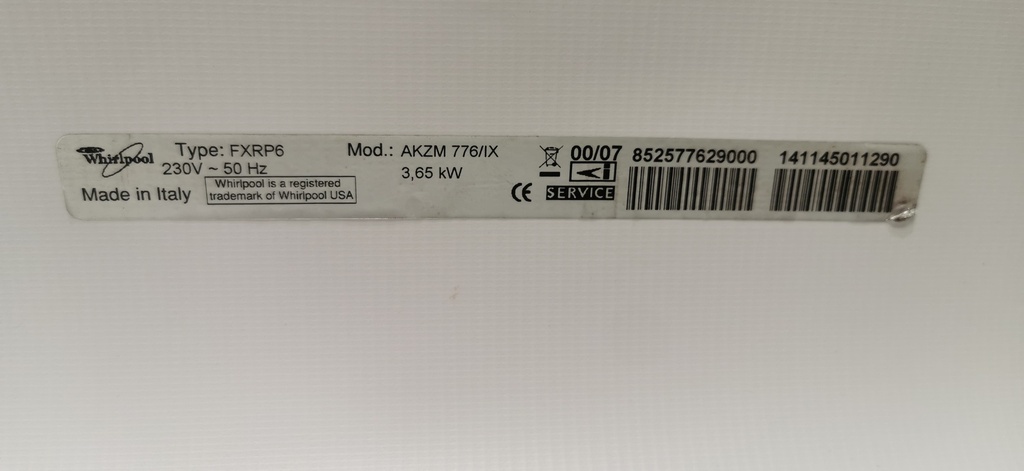 Whirlpool Type: FXRP6 Mod.: AKZM 776/IX 00/07 852577629000 141145011290
230V ~ 50 Hz 3,65 kW
Made in Italy Whirlpool is a registered
trademark of Whirlpool USA CE SERVICE